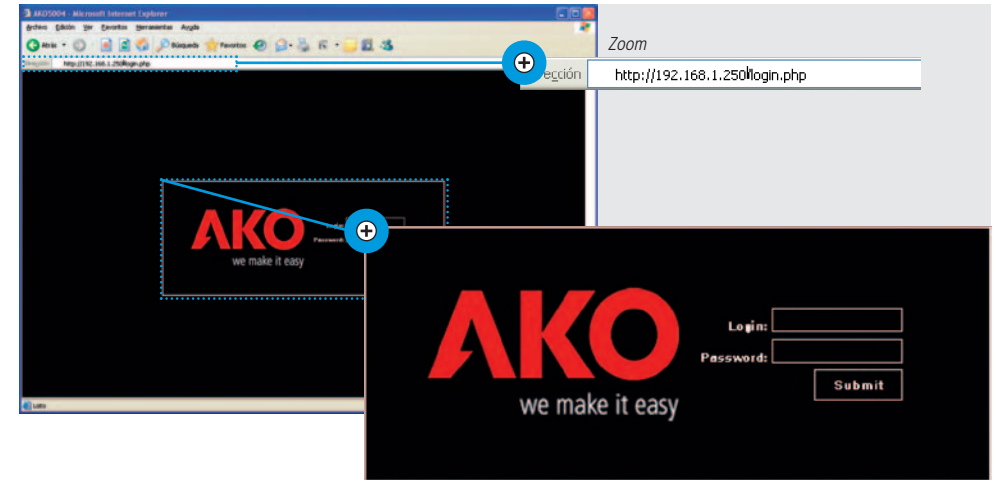 AKO5004 - Microsoft Internet Explorer
Archivo Edición Ver Favoritos Herramientas Ayuda
Atrás Búsqueda Favoritos
http://192.168.1.250/login.php
Zoom
ección http://192.168.1.250/login.php
AKO
we make it easy
Login:
Password:
Listo
AKO
we make it easy
Login:
Password:
Submit